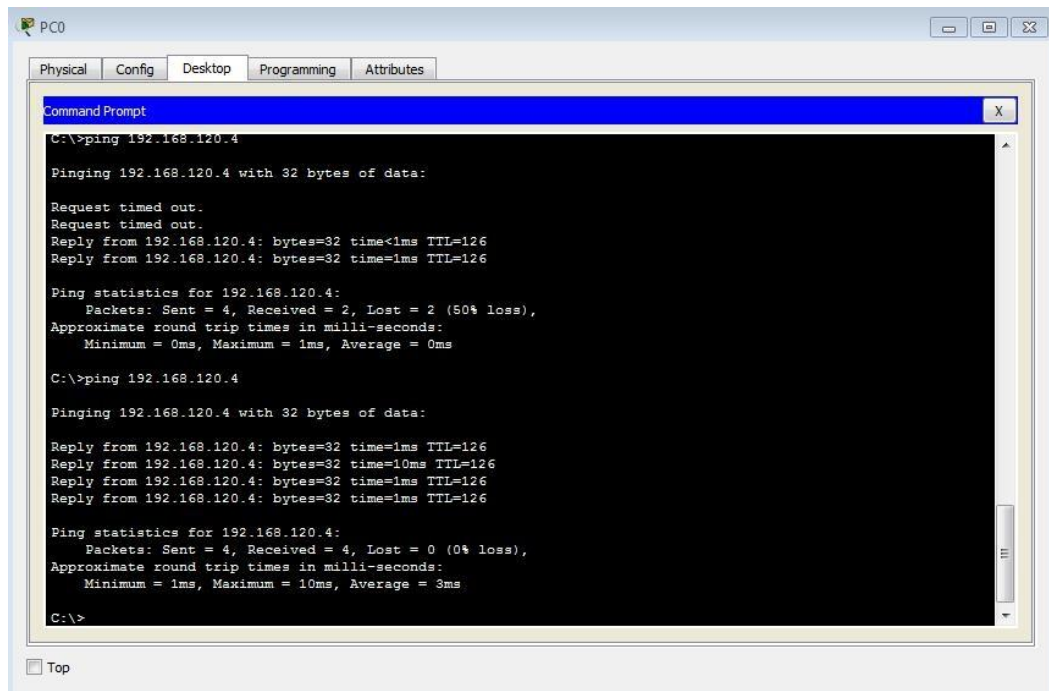 PC0
Physical Config Desktop Programming Attributes
Command Prompt
X
C:\>ping 192.168.120.4
Pinging 192.168.120.4 with 32 bytes of data:
Request timed out.
Request timed out.
Reply from 192.168.120.4: bytes=32 time<1ms TTL=126
Reply from 192.168.120.4: bytes=32 time=1ms TTL=126
Ping statistics for 192.168.120.4:
Packets: Sent = 4, Received = 2, Lost = 2 (50% loss),
Approximate round trip times in milli-seconds:
Minimum = 0ms, Maximum = 1ms, Average = 0ms
C:\>ping 192.168.120.4
Pinging 192.168.120.4 with 32 bytes of data:
Reply from 192.168.120.4: bytes=32 time=1ms TTL=126
Reply from 192.168.120.4: bytes=32 time=10ms TTL=126
Reply from 192.168.120.4: bytes=32 time=1ms TTL=126
Reply from 192.168.120.4: bytes=32 time=1ms TTL=126
Ping statistics for 192.168.120.4:
Packets: Sent = 4, Received = 4, Lost = 0 (0% loss),
Approximate round trip times in milli-seconds:
Minimum = 1ms, Maximum = 10ms, Average = 3ms
C:\>
Top